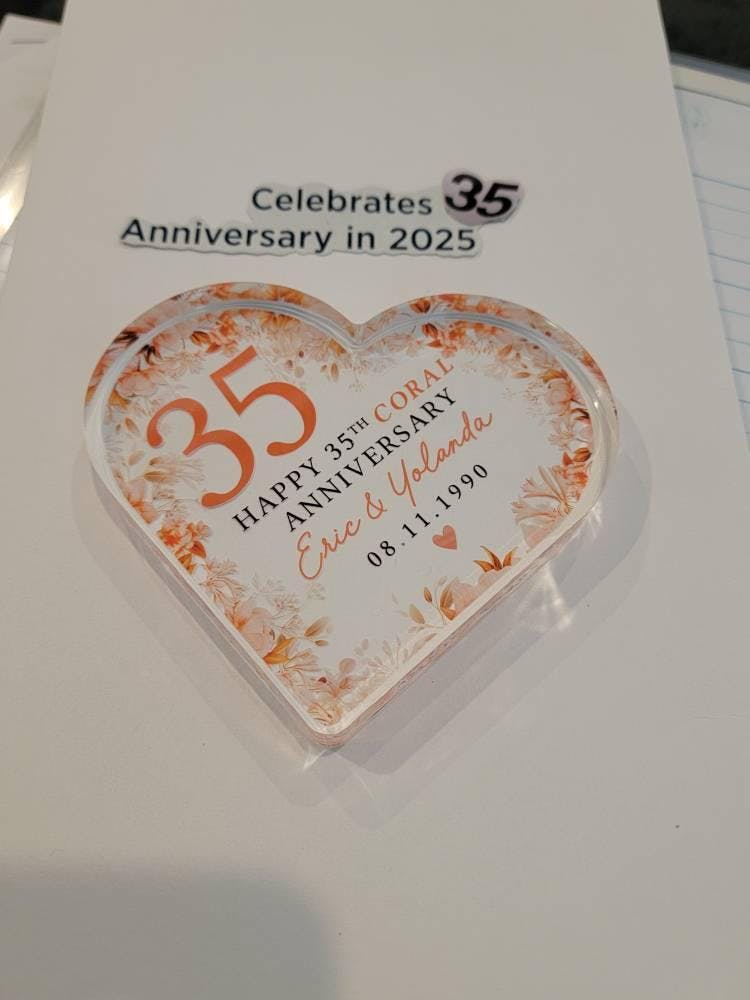 Celebrates 35
Anniversary in 2025
35
HAPPY 35TH CORAL
ANNIVERSARY
Eric & Yolanda
08.11.1990